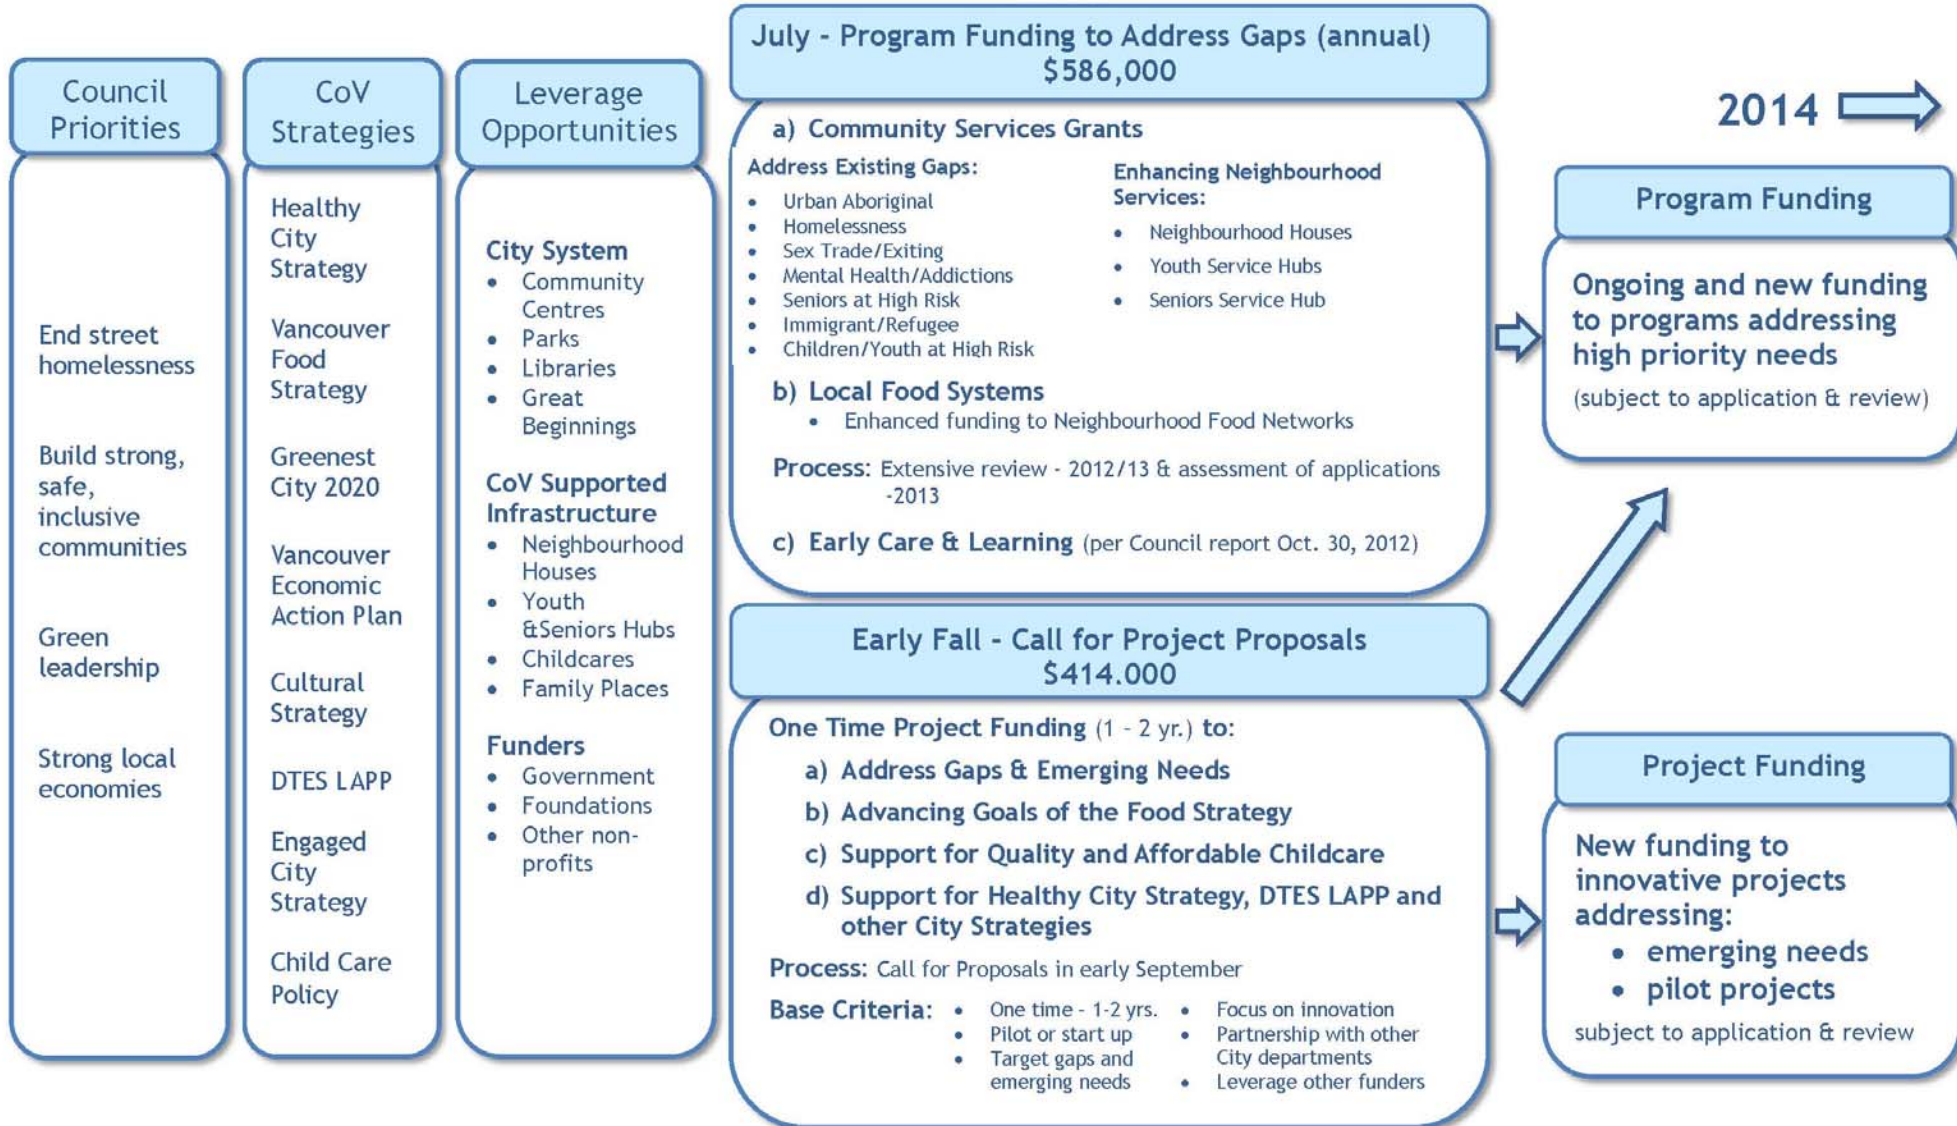 Council
Priorities
End street
homelessness
Build strong,
safe,
inclusive
communities
Green
leadership
Strong local
economies
CoV
Strategies
Healthy
City
Strategy
Vancouver
Food
Strategy
Greenest
City 2020
Vancouver
Economic
Action Plan
Cultural
Strategy
DTES LAPP
Engaged
City
Strategy
Child Care
Policy
Leverage
Opportunities
City System
• Community
Centres
• Parks
• Libraries
• Great
Beginnings
CoV Supported
Infrastructure
• Neighbourhood
Houses
• Youth
&Seniors Hubs
• Childcares
• Family Places
Funders
• Government
• Foundations
• Other non-
profits
July - Program Funding to Address Gaps (annual)
$586,000
a) Community Services Grants
Address Existing Gaps:
• Urban Aboriginal
• Homelessness
• Sex Trade/Exiting
• Mental Health/Addictions
• Seniors at High Risk
• Immigrant/Refugee
• Children/Youth at High Risk
Enhancing Neighbourhood
Services:
• Neighbourhood Houses
• Youth Service Hubs
• Seniors Service Hub
b) Local Food Systems
• Enhanced funding to Neighbourhood Food Networks
Process: Extensive review - 2012/13 & assessment of applications
-2013
c) Early Care & Learning (per Council report Oct. 30, 2012)
Early Fall - Call for Project Proposals
$414.000
One Time Project Funding (1 - 2 yr.) to:
a) Address Gaps & Emerging Needs
b) Advancing Goals of the Food Strategy
c) Support for Quality and Affordable Childcare
d) Support for Healthy City Strategy, DTES LAPP and
other City Strategies
Process: Call for Proposals in early September
Base Criteria:
• One time - 1-2 yrs.
• Pilot or start up
• Target gaps and
emerging needs
• Focus on innovation
• Partnership with other
City departments
• Leverage other funders
2014
Program Funding
Ongoing and new funding
to programs addressing
high priority needs
(subject to application & review)
Project Funding
New funding to
innovative projects
addressing:
• emerging needs
• pilot projects
subject to application & review